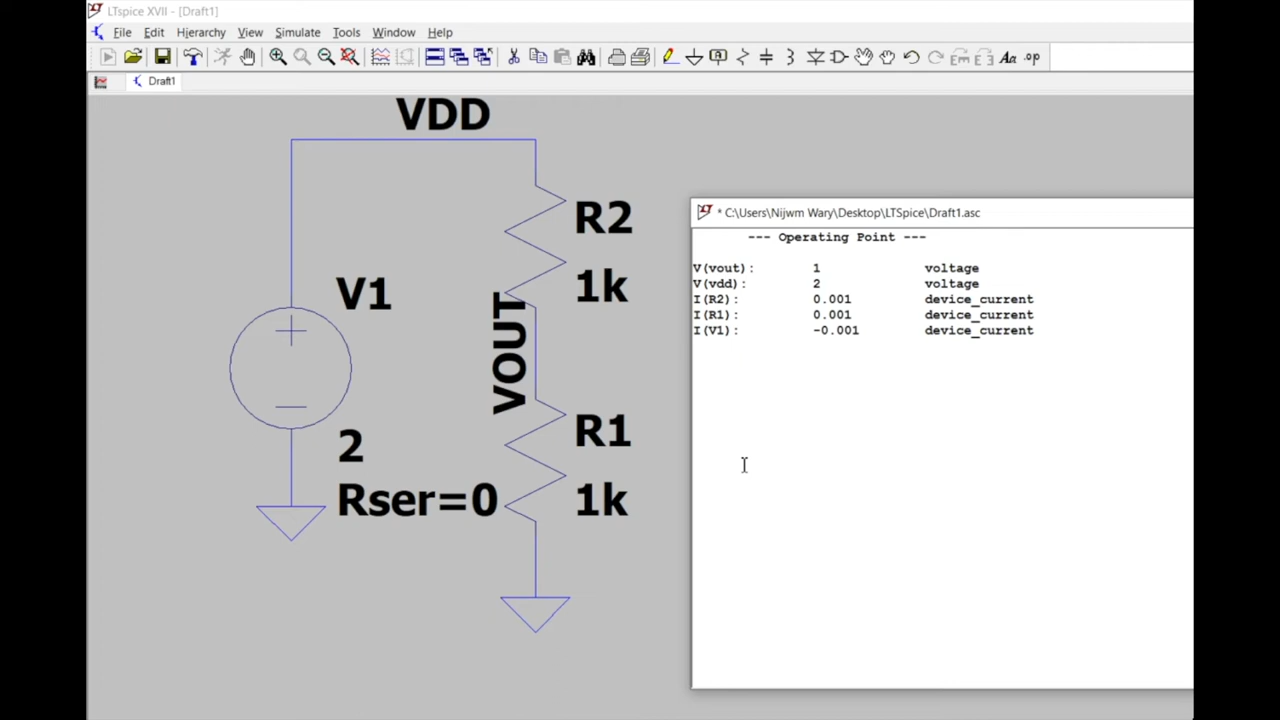 LTspice XVII - [Draft1]
File Edit Hierarchy View Simulate Tools Window Help
Aa .op
Draft1
VDD
R2
1k
V1
VOUT
R1
1k
2
Rser=0
* C:\Users\Nijwm Wary\Desktop\LTSpice\Draft1.asc
--- Operating Point ---
V(vout): 1 voltage
V(vdd): 2 voltage
I(R2): 0.001 device_current
I(R1): 0.001 device_current
I(V1): -0.001 device_current